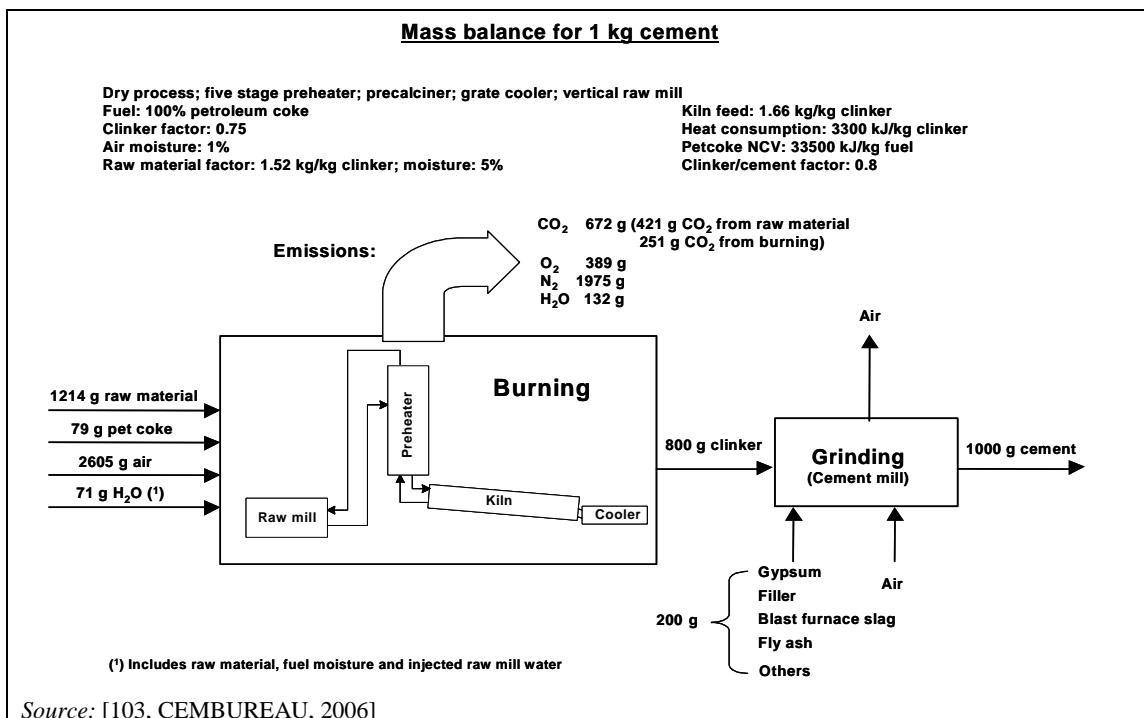 Mass balance for 1 kg cement
Dry process; five stage preheater; precalciner; grate cooler; vertical raw mill
Fuel: 100% petroleum coke
Clinker factor: 0.75
Air moisture: 1%
Raw material factor: 1.52 kg/kg clinker; moisture: 5%
Kiln feed: 1.66 kg/kg clinker
Heat consumption: 3300 kJ/kg clinker
Petcoke NCV: 33500 kJ/kg fuel
Clinker/cement factor: 0.8
Emissions:
CO₂ 672 g (421 g CO₂ from raw material
251 g CO₂ from burning)
O₂ 389 g
N₂ 1975 g
H₂O 132 g
1214 g raw material
79 g pet coke
2605 g air
71 g H₂O (¹)
Burning
Preheater
Raw mill
Kiln
Cooler
800 g clinker
Air
Grinding
(Cement mill)
1000 g cement
200 g
Gypsum
Filler
Blast furnace slag
Fly ash
Others
Air
(¹) Includes raw material, fuel moisture and injected raw mill water
Source: [103, CEMBUREAU, 2006]